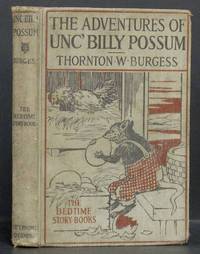 UNC' BILLY
POSSUM
BURGESS
THE
BEDTIME
STORY-BOOKS
THE ADVENTURES OF
UNC' BILLY POSSUM
THORNTON W. BURGESS
THE
BEDTIME
STORY-BOOKS